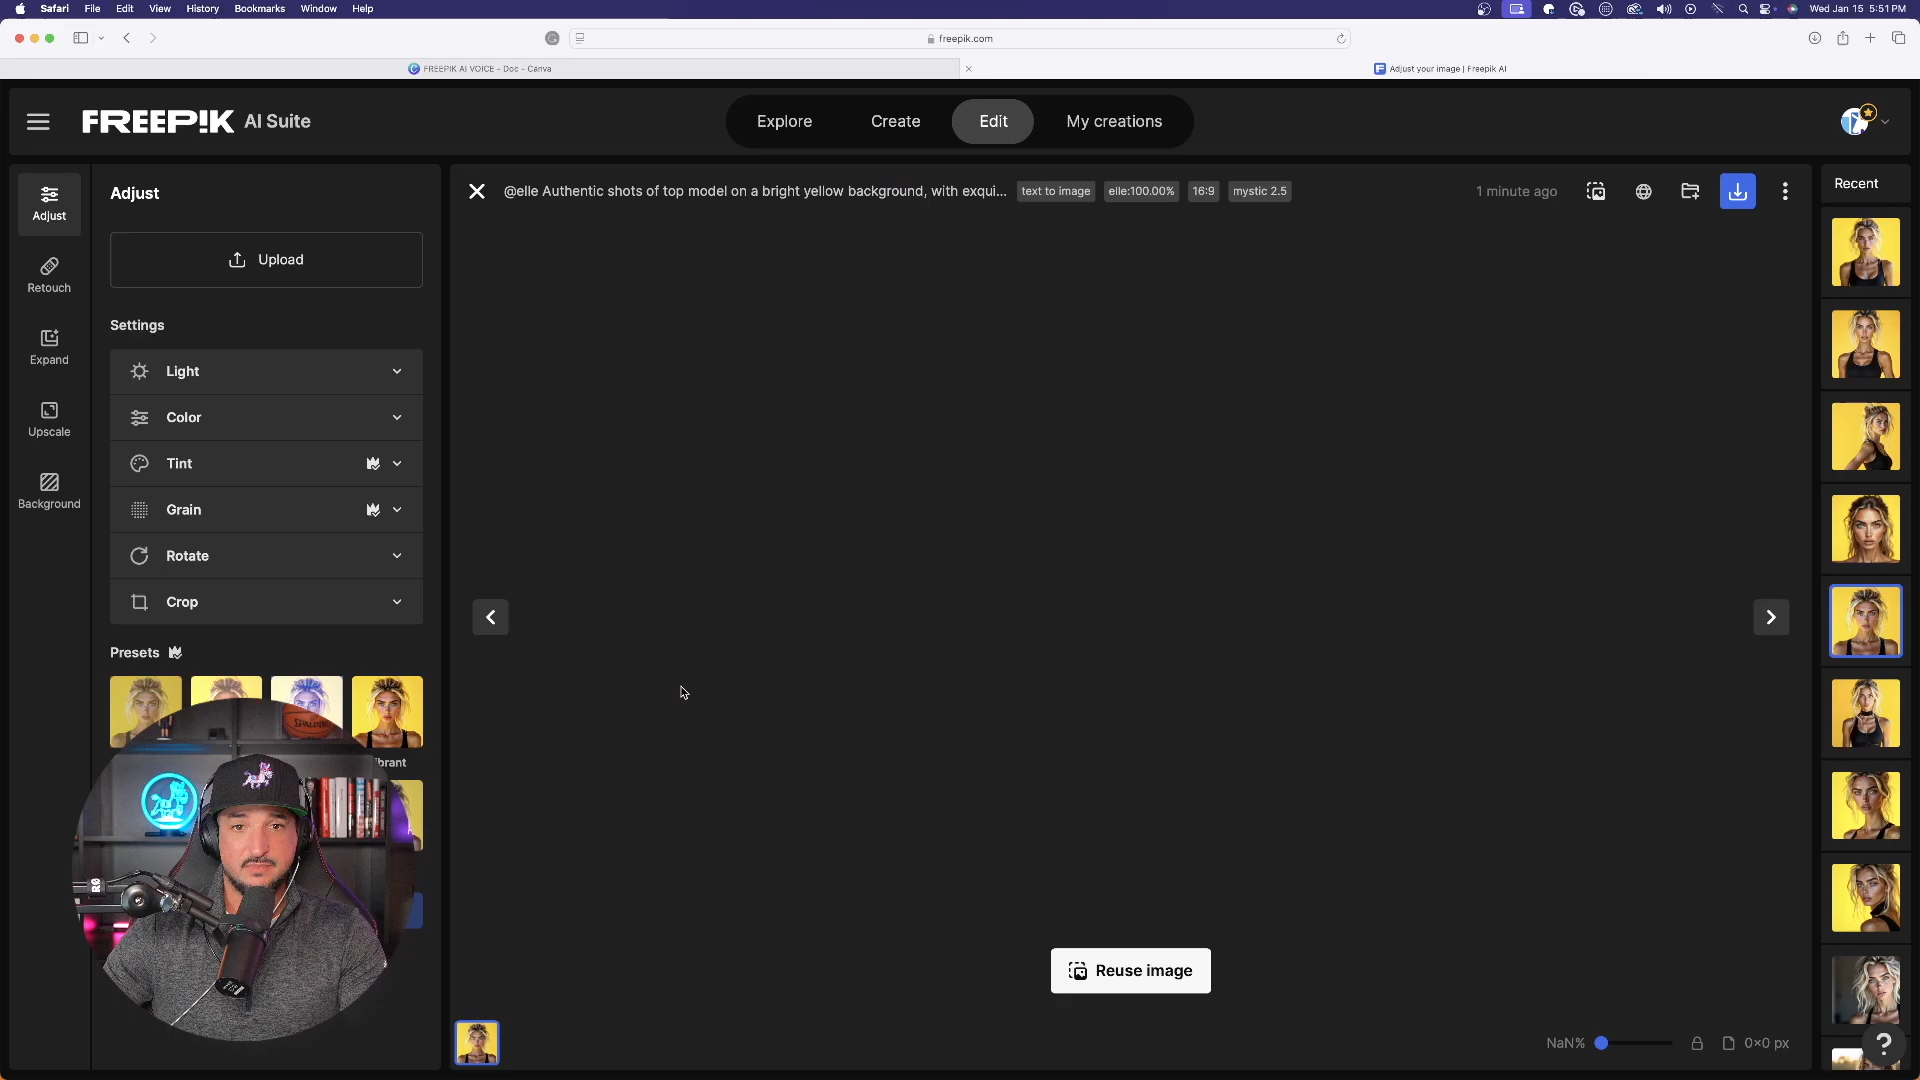 Safari File Edit View History Bookmarks Window Help Wed Jan 15 5:51 PM
freepik.com
FREEPIK AI VOICE - Doc - Canva
Adjust your image | Freepik AI
FREEP!K AI Suite
Explore
Create
Edit
My creations
Adjust
Retouch
Expand
Upscale
Background
Adjust
Upload
Settings
Light
Color
Tint
Grain
Rotate
Crop
Presets
SPALDING
@elle Authentic shots of top model on a bright yellow background, with exqui...
text to image
elle:100.00%
16:9
mystic 2.5
1 minute ago
Reuse image
NaN%
0×0 px
Recent
?